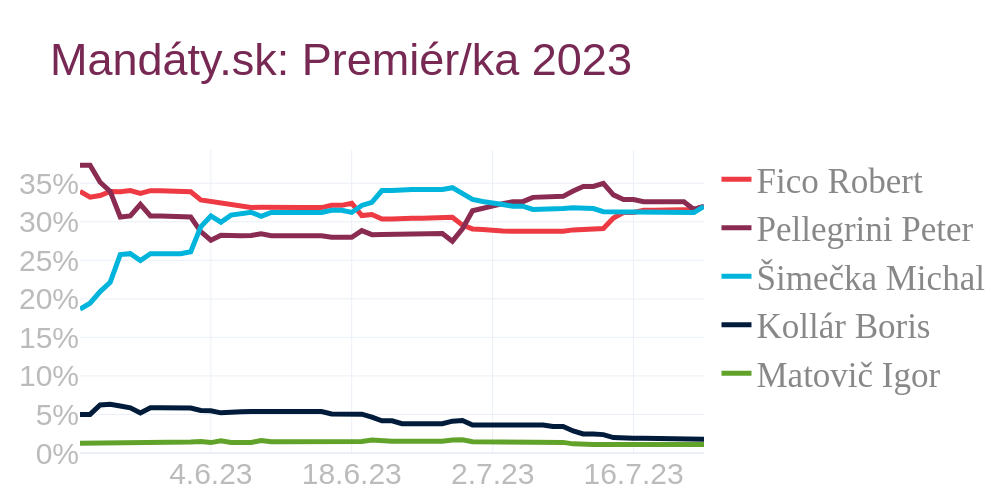 Mandáty.sk: Premiér/ka 2023
35%
30%
25%
20%
15%
10%
5%
0%
4.6.23 18.6.23 2.7.23 16.7.23
Fico Robert
Pellegrini Peter
Šimečka Michal
Kollár Boris
Matovič Igor